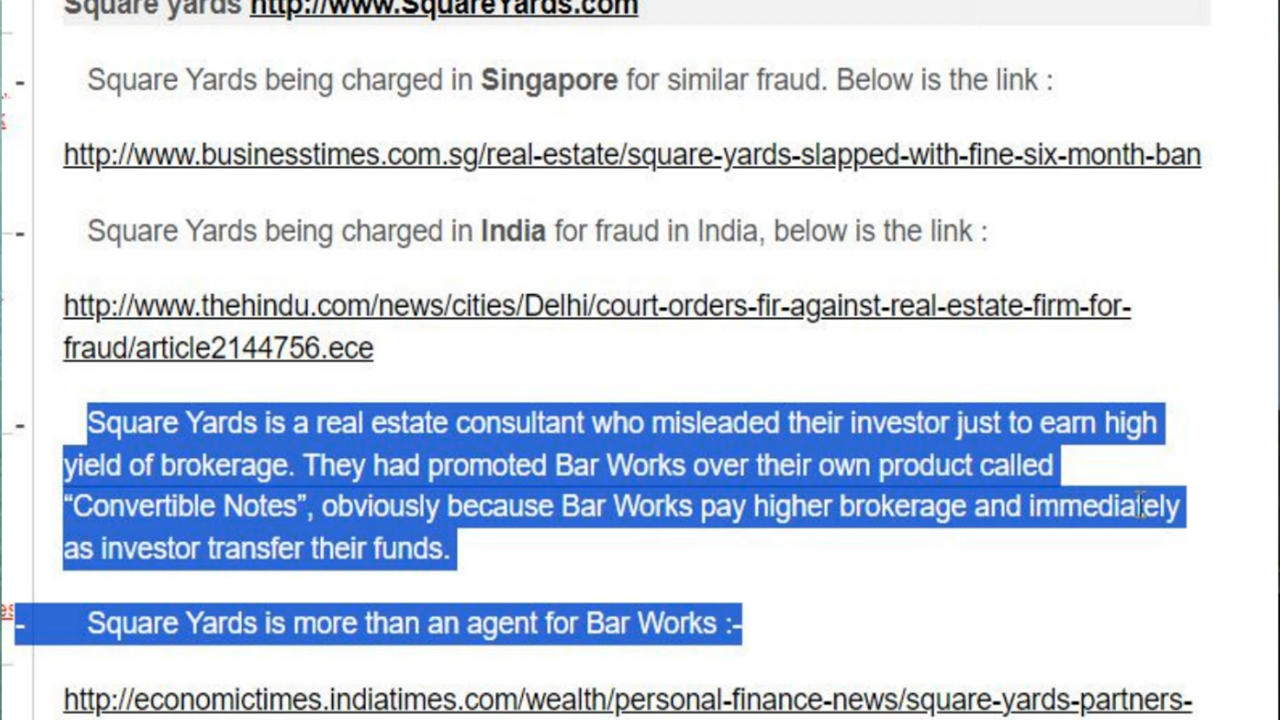 Square yards http://www.SquareYards.com
- Square Yards being charged in Singapore for similar fraud. Below is the link :
http://www.businesstimes.com.sg/real-estate/square-yards-slapped-with-fine-six-month-ban
- Square Yards being charged in India for fraud in India, below is the link :
http://www.thehindu.com/news/cities/Delhi/court-orders-fir-against-real-estate-firm-for-
fraud/article2144756.ece
- Square Yards is a real estate consultant who misleaded their investor just to earn high
yield of brokerage. They had promoted Bar Works over their own product called
“Convertible Notes”, obviously because Bar Works pay higher brokerage and immediately
as investor transfer their funds.
- Square Yards is more than an agent for Bar Works :-
http://economictimes.indiatimes.com/wealth/personal-finance-news/square-yards-partners-